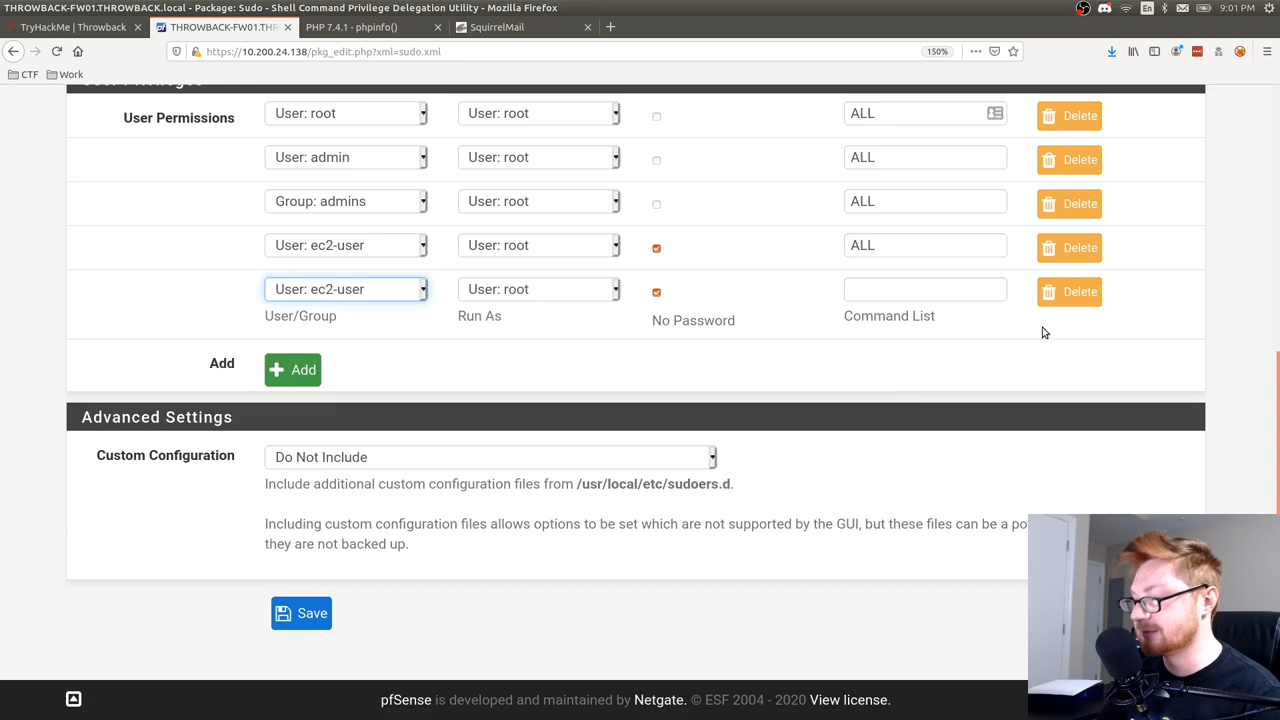 THROWBACK-FW01.THROWBACK.local - Package: Sudo - Shell Command Privilege Delegation Utility - Mozilla Firefox
En 9:01 PM
TryHackMe | Throwback
THROWBACK-FW01.THR
PHP 7.4.1 - phpinfo()
SquirrelMail
https://10.200.24.138/pkg_edit.php?xml=sudo.xml
150%
CTF Work
User Permissions User: root User: root ALL Delete
User: admin User: root ALL Delete
Group: admins User: root ALL Delete
User: ec2-user User: root ALL Delete
User: ec2-user User: root Delete
User/Group Run As No Password Command List
Add Add
Advanced Settings
Custom Configuration Do Not Include
Include additional custom configuration files from /usr/local/etc/sudoers.d.
Including custom configuration files allows options to be set which are not supported by the GUI, but these files can be a po
they are not backed up.
Save
pfSense is developed and maintained by Netgate. © ESF 2004 - 2020 View license.